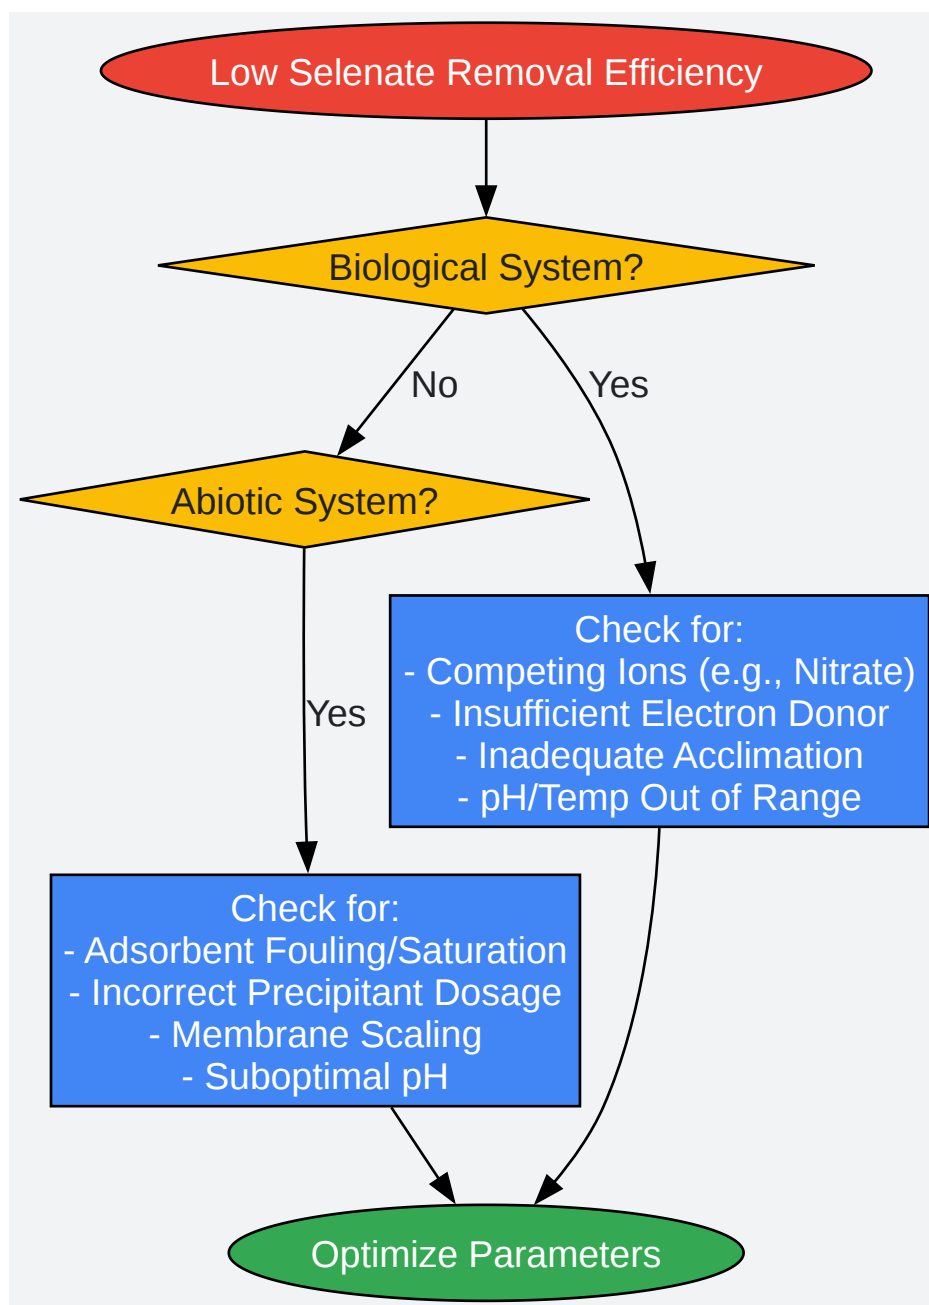 Low Selenate Removal Efficiency
Biological System?
No
Yes
Abiotic System?
Check for:
- Competing Ions (e.g., Nitrate)
- Insufficient Electron Donor
- Inadequate Acclimation
- pH/Temp Out of Range
Yes
Check for:
- Adsorbent Fouling/Saturation
- Incorrect Precipitant Dosage
- Membrane Scaling
- Suboptimal pH
Optimize Parameters